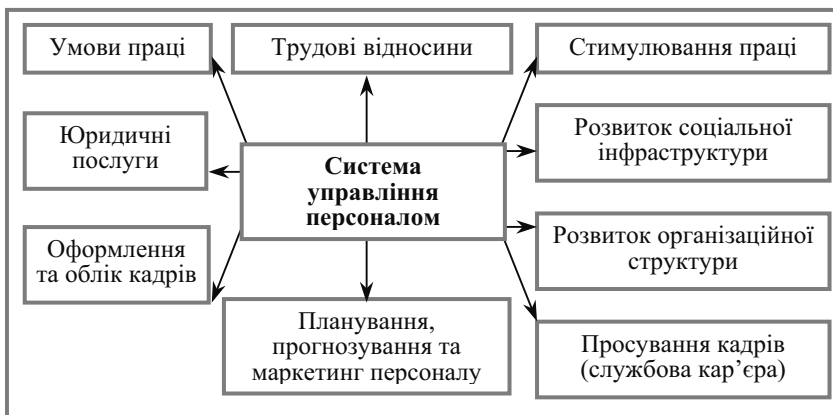 Умови праці
Трудові відносини
Стимулювання праці
Юридичні
послуги
Розвиток соціальної
інфраструктури
Система
управління
персоналом
Оформлення
та облік кадрів
Розвиток організаційної
структури
Планування,
прогнозування та
маркетинг персоналу
Просування кадрів
(службова кар’єра)